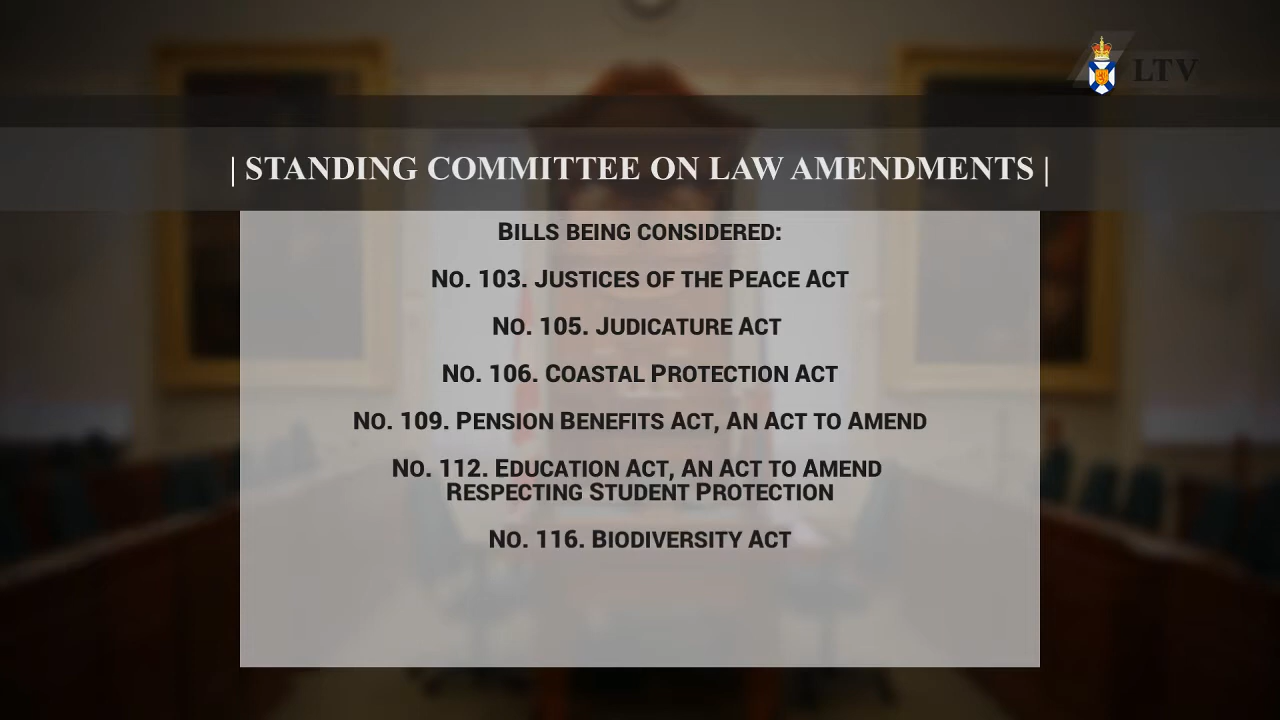 LTV
| STANDING COMMITTEE ON LAW AMENDMENTS |
BILLS BEING CONSIDERED:
NO. 103. JUSTICES OF THE PEACE ACT
NO. 105. JUDICATURE ACT
NO. 106. COASTAL PROTECTION ACT
NO. 109. PENSION BENEFITS ACT, AN ACT TO AMEND
NO. 112. EDUCATION ACT, AN ACT TO AMEND
RESPECTING STUDENT PROTECTION
NO. 116. BIODIVERSITY ACT